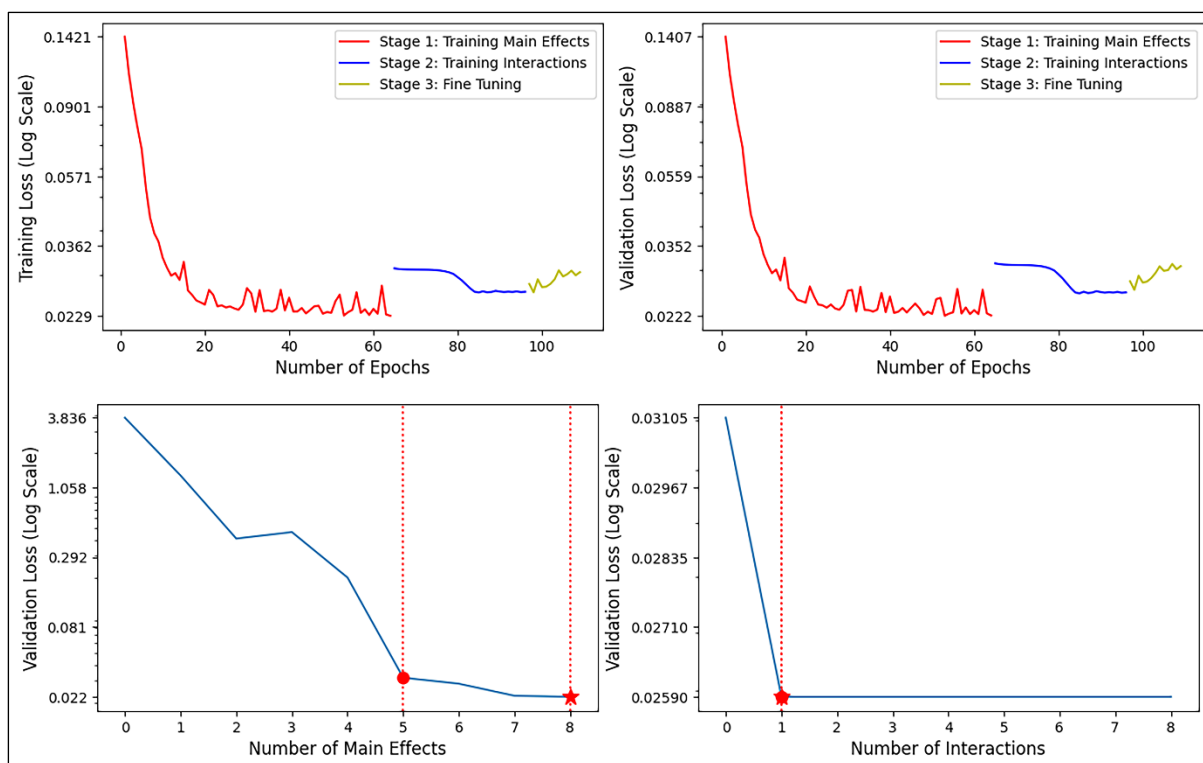 0.1421
0.0901
0.0571
0.0362
0.0229
Training Loss (Log Scale)
Stage 1: Training Main Effects
Stage 2: Training Interactions
Stage 3: Fine Tuning
0 20 40 60 80 100
Number of Epochs
0.1407
0.0887
0.0559
0.0352
0.0222
Validation Loss (Log Scale)
Stage 1: Training Main Effects
Stage 2: Training Interactions
Stage 3: Fine Tuning
0 20 40 60 80 100
Number of Epochs
3.836
1.058
0.292
0.081
0.022
Validation Loss (Log Scale)
0 1 2 3 4 5 6 7 8
Number of Main Effects
0.03105
0.02967
0.02835
0.02710
0.02590
Validation Loss (Log Scale)
0 1 2 3 4 5 6 7 8
Number of Interactions